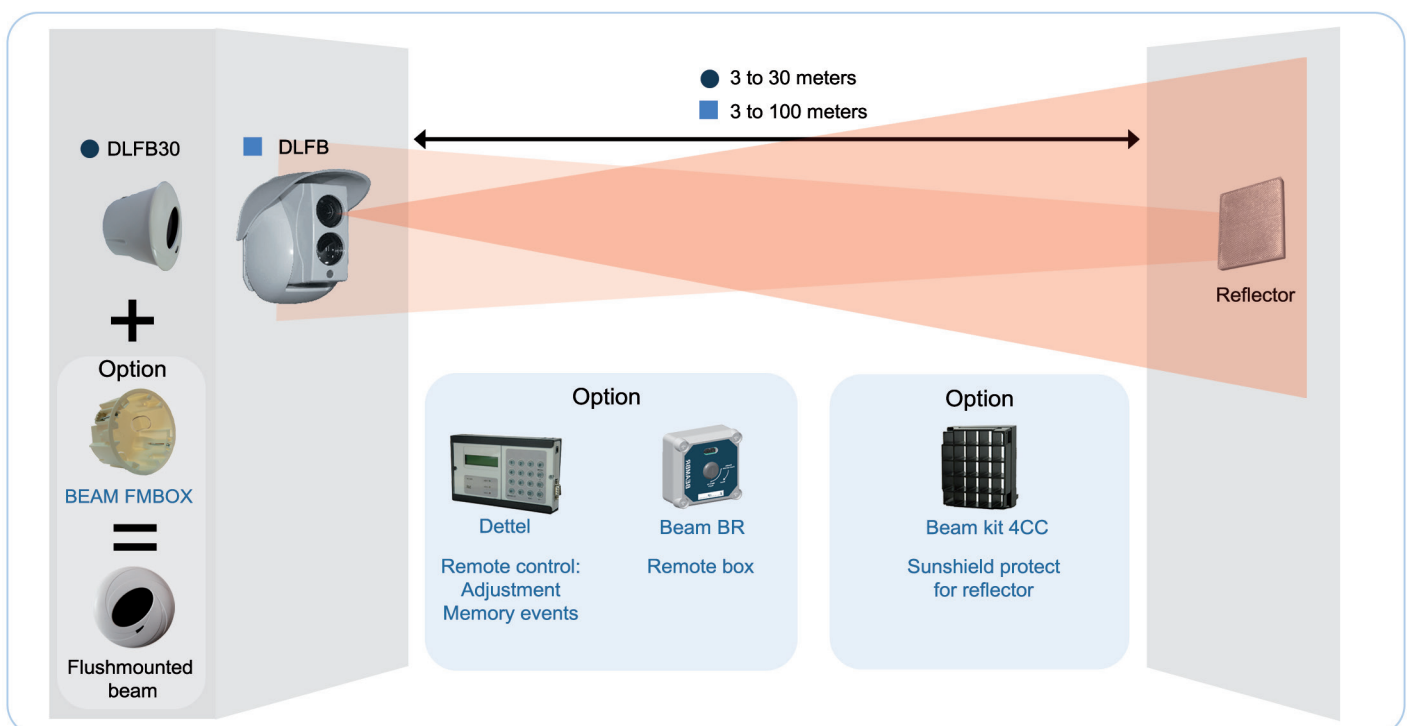 3 to 30 meters
3 to 100 meters
DLFB30
DLFB
Reflector
Option
BEAM FMBOX
Flushmounted
beam
Option
Dettel
Remote control:
Adjustment
Memory events
Beam BR
Remote box
Option
Beam kit 4CC
Sunshield protect
for reflector